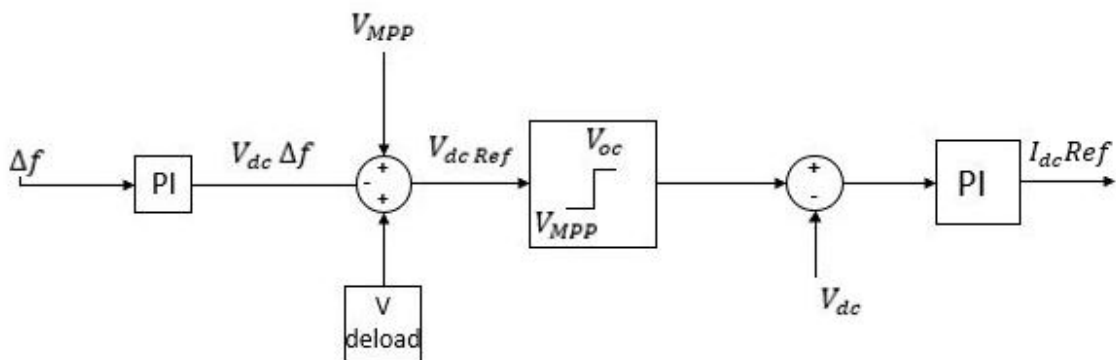 V_MPP
Δf
PI
V_dc Δf
+
-
+
V_dc Ref
V_oc
V_MPP
+
-
V_dc
PI
I_dc Ref
V
deload